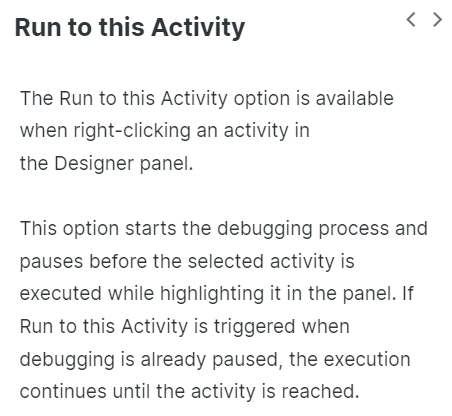 Run to this Activity
The Run to this Activity option is available
when right-clicking an activity in
the Designer panel.
This option starts the debugging process and
pauses before the selected activity is
executed while highlighting it in the panel. If
Run to this Activity is triggered when
debugging is already paused, the execution
continues until the activity is reached.